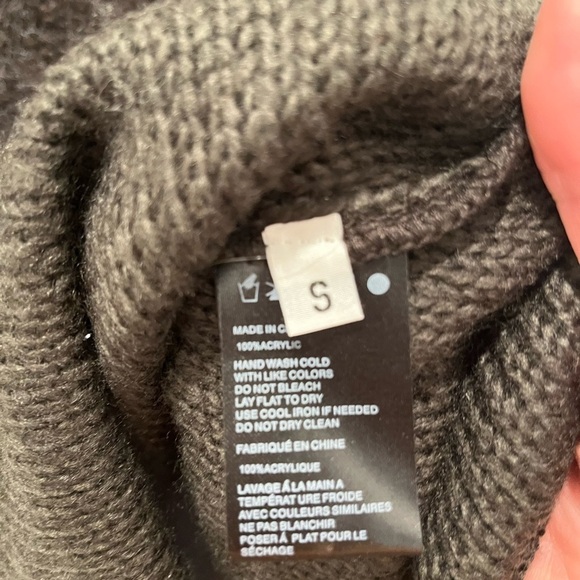 S
MADE IN C
100%ACRYLIC
HAND WASH COLD
WITH LIKE COLORS
DO NOT BLEACH
LAY FLAT TO DRY
USE COOL IRON IF NEEDED
DO NOT DRY CLEAN
FABRIQUÉ EN CHINE
100%ACRYLIQUE
LAVAGE Á LA MAIN A
TEMPÉRATURE FROIDE
AVEC COULEURS SIMILAIRES
NE PAS BLANCHIR
POSER Á PLAT POUR LE
SÉCHAGE